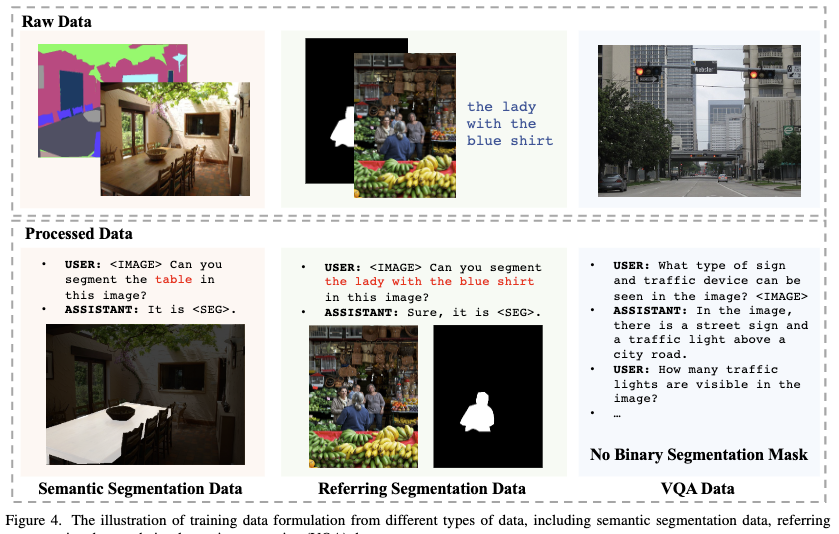 Raw Data
the lady
with the
blue shirt
Webster
Processed Data
• USER: <IMAGE> Can you
segment the table in
this image?
• ASSISTANT: It is <SEG>.
• USER: <IMAGE> Can you segment
the lady with the blue shirt
in this image?
• ASSISTANT: Sure, it is <SEG>.
• USER: What type of sign
and traffic device can be
seen in the image? <IMAGE>
• ASSISTANT: In the image,
there is a street sign and
a traffic light above a
city road.
• USER: How many traffic
lights are visible in the
image?
• …
No Binary Segmentation Mask
Semantic Segmentation Data
Referring Segmentation Data
VQA Data
Figure 4. The illustration of training data formulation from different types of data, including semantic segmentation data, referring